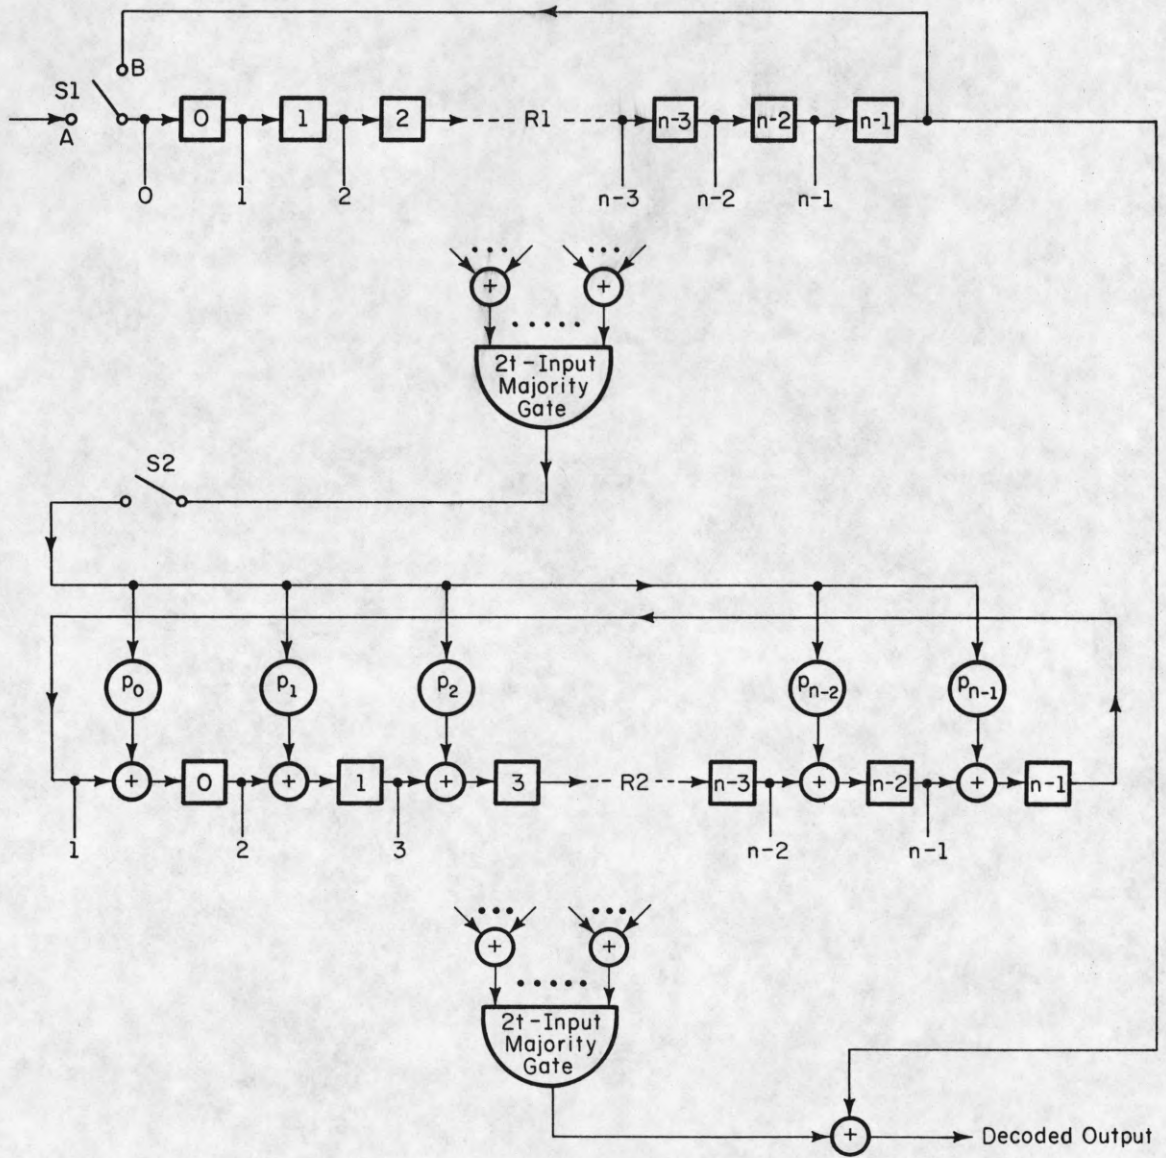 B
S1
A
0 1 2 R1 n-3 n-2 n-1
0 1 2 n-3 n-2 n-1
+ +
2t-Input
Majority
Gate
S2
p0 p1 p2 pn-2 pn-1
+ 0 + 1 + 3 R2 n-3 + n-2 + n-1
1 2 3 n-2 n-1
+ +
2t-Input
Majority
Gate
+ Decoded Output